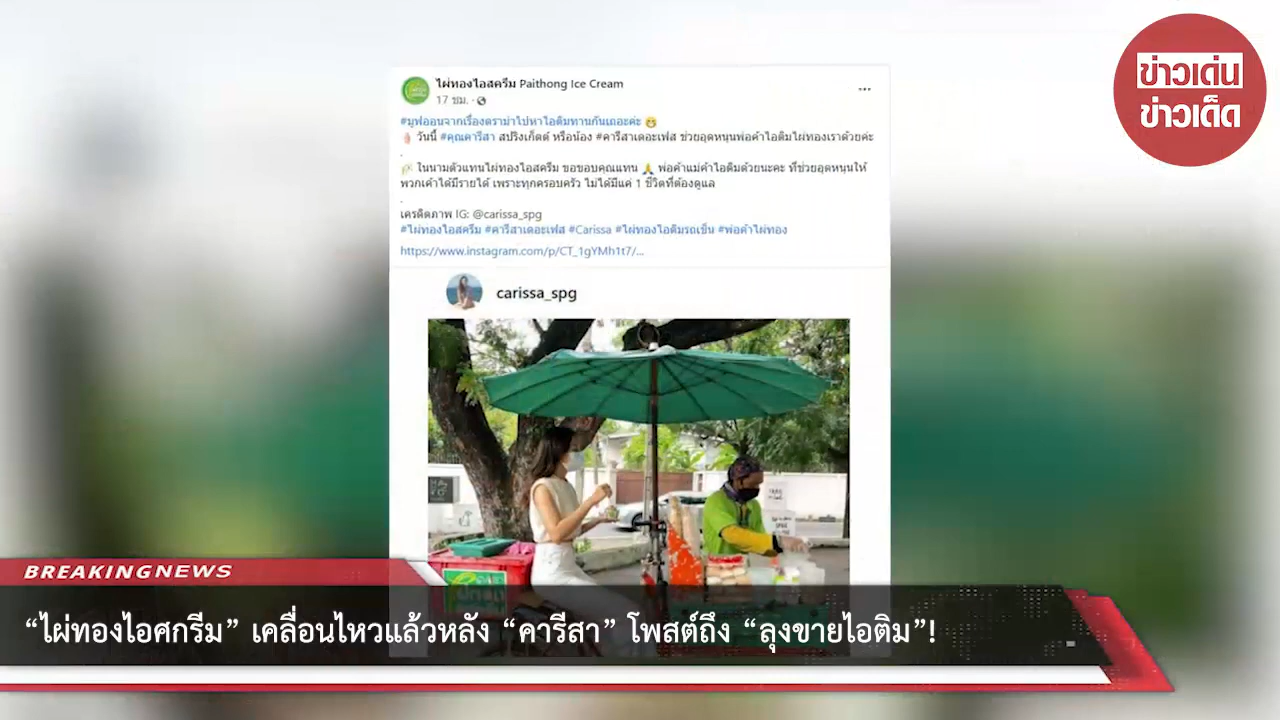 ไผ่ทองไอสครีม Paithong Ice Cream
17 ชม. ·
#มูฟออนจากเรื่องดราม่าไปหาไอติมทานกันเถอะค่ะ
วันนี้ #คุณคารีสา สปริงเก็ตต์ หรือน้อง #คารีสาเดอะเฟส ช่วยอุดหนุนพ่อค้าไอติมไผ่ทองเราด้วยค่ะ
.
ในนามตัวแทนไผ่ทองไอสครีม ขอขอบคุณแทน 🙏 พ่อค้าแม่ค้าไอติมด้วยนะคะ ที่ช่วยอุดหนุนให้
พวกเค้าได้มีรายได้ เพราะทุกครอบครัว ไม่ได้มีแค่ 1 ชีวิตที่ต้องดูแล
.
เครดิตภาพ IG: @carissa_spg
#ไผ่ทองไอสครีม #คารีสาเดอะเฟส #Carissa #ไผ่ทองไอติมรถเข็น #พ่อค้าไผ่ทอง
https://www.instagram.com/p/CT_1gYMh1t7/...
carissa_spg
ข่าวเด่น
ข่าวเด็ด
BREAKINGNEWS
“ไผ่ทองไอศกรีม” เคลื่อนไหวแล้วหลัง “คารีสา” โพสต์ถึง “ลุงขายไอติม”!